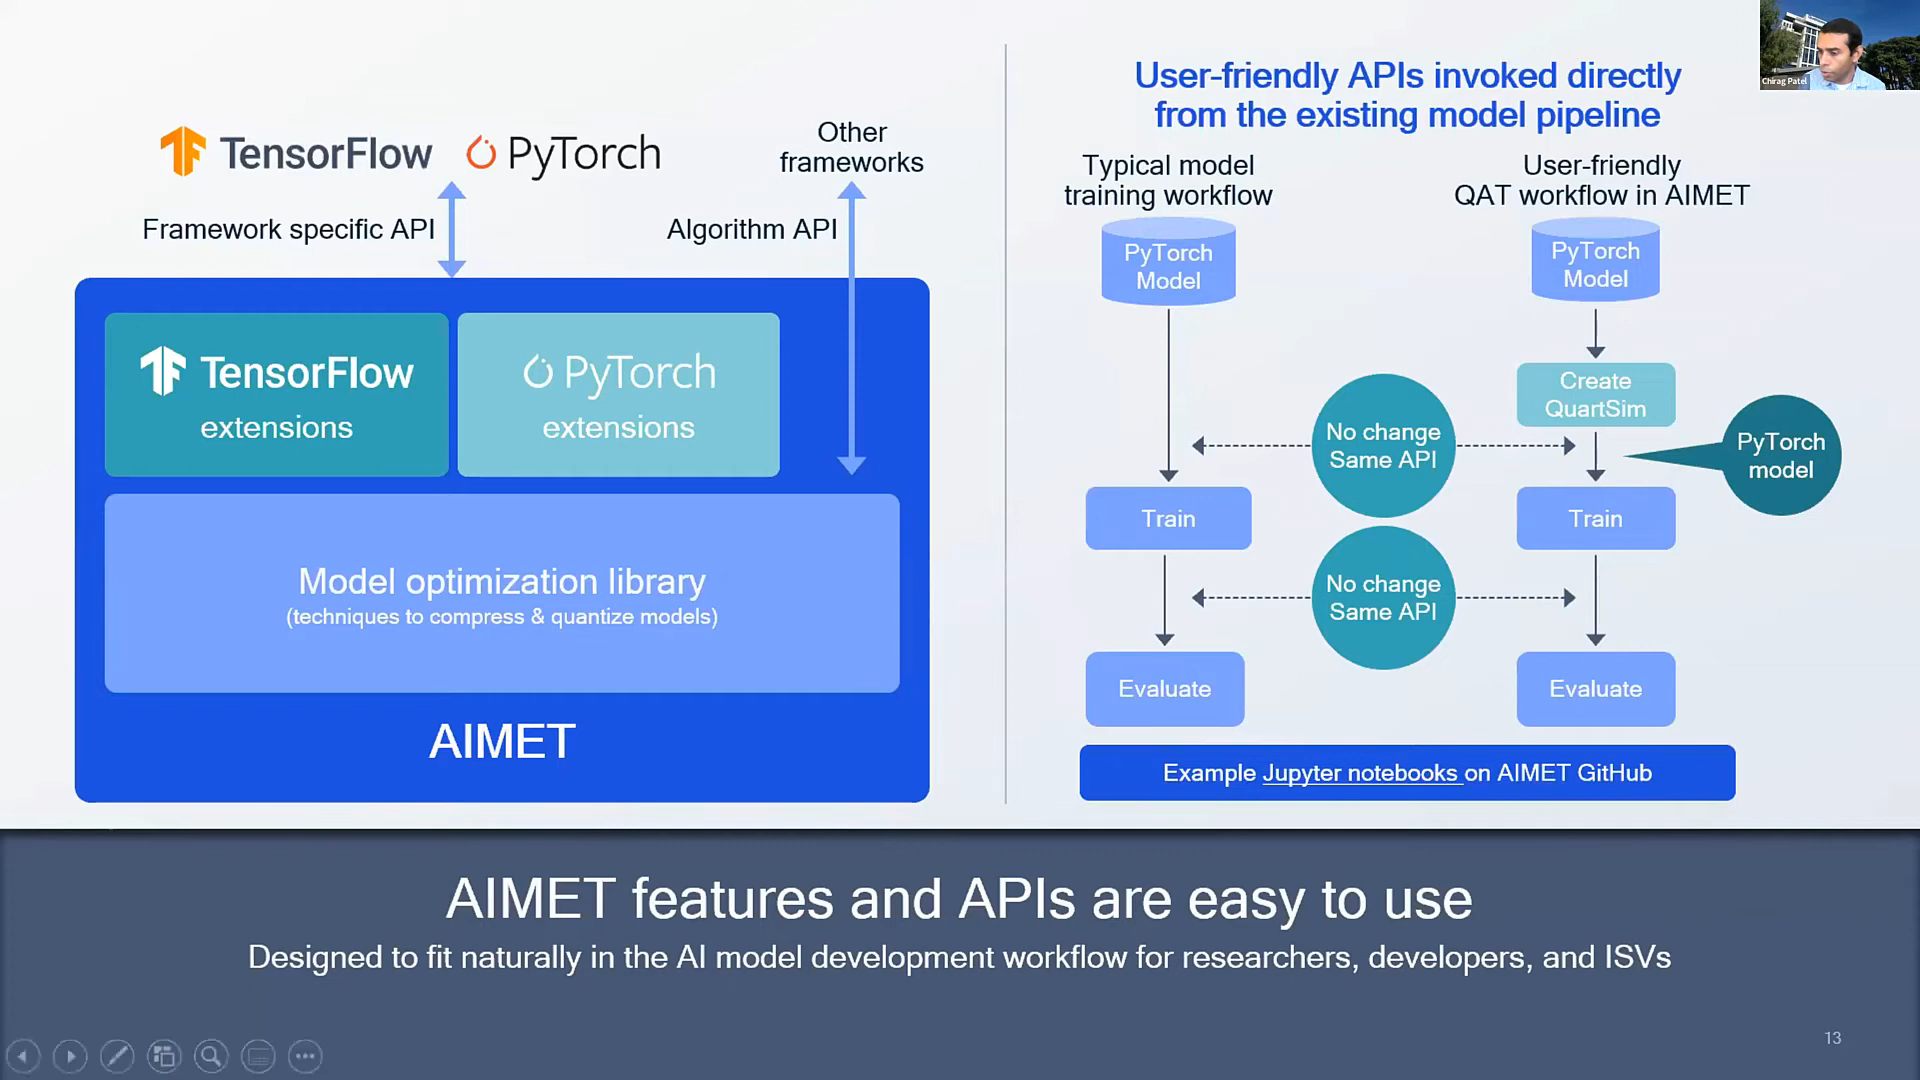 TensorFlow
PyTorch
Other
frameworks
Framework specific API
Algorithm API
TensorFlow
extensions
PyTorch
extensions
Model optimization library
(techniques to compress & quantize models)
AIMET
User-friendly APIs invoked directly
from the existing model pipeline
Typical model
training workflow
PyTorch
Model
Train
Evaluate
No change
Same API
No change
Same API
User-friendly
QAT workflow in AIMET
PyTorch
Model
Create
QuartSim
PyTorch
model
Train
Evaluate
Example Jupyter notebooks on AIMET GitHub
Chirag Patel
AIMET features and APIs are easy to use
Designed to fit naturally in the AI model development workflow for researchers, developers, and ISVs
13